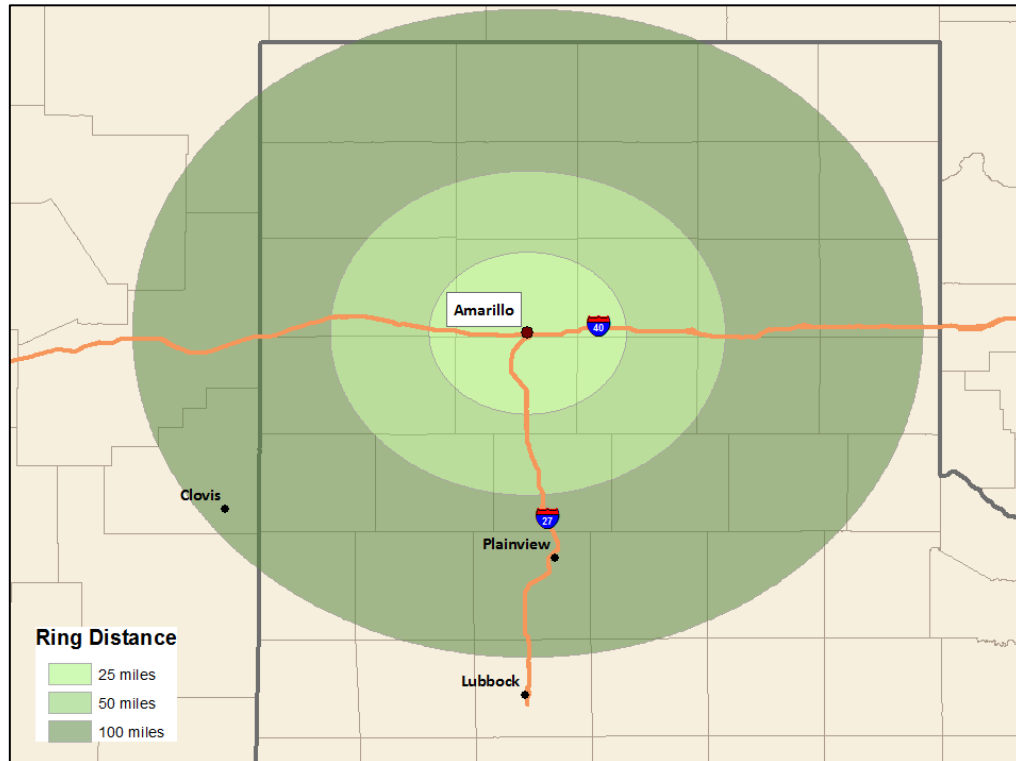 Amarillo
40
Clovis
27
Plainview
Lubbock
Ring Distance
25 miles
50 miles
100 miles